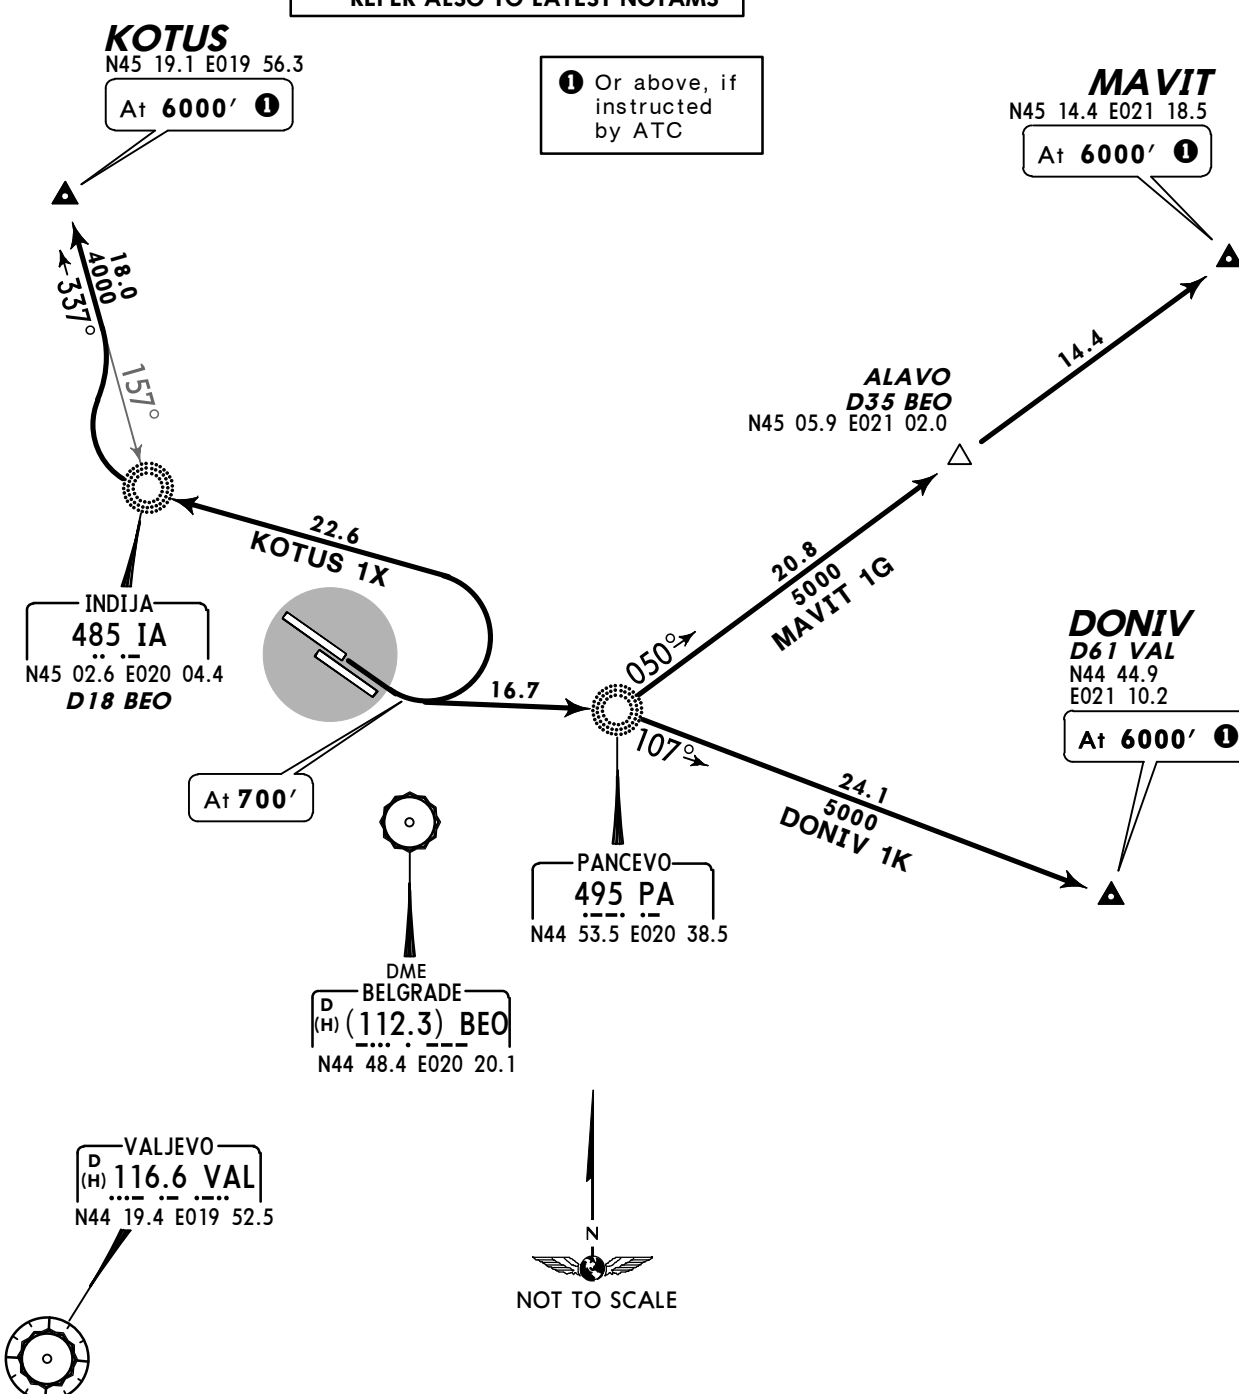 REFER ALSO TO LATEST NOTAMS
KOTUS
N45 19.1 E019 56.3
At 6000' ❶
❶ Or above, if
instructed
by ATC
MAVIT
N45 14.4 E021 18.5
At 6000' ❶
18.0
4000
337°
157°
14.4
ALAVO
D35 BEO
N45 05.9 E021 02.0
22.6
KOTUS 1X
20.8
5000
MAVIT 1G
INDIJA
485 IA
N45 02.6 E020 04.4
D18 BEO
050°
16.7
107°
DONIV
D61 VAL
N44 44.9
E021 10.2
At 6000' ❶
At 700'
24.1
5000
DONIV 1K
PANCEVO
495 PA
N44 53.5 E020 38.5
DME
BELGRADE
D
(H) (112.3) BEO
N44 48.4 E020 20.1
VALJEVO
D
(H) 116.6 VAL
N44 19.4 E019 52.5
N
NOT TO SCALE